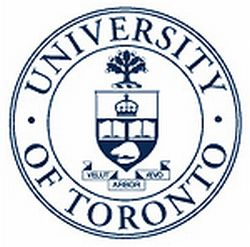 UNIVERSITY
OF TORONTO
VELUT ÆVO
ARBOR